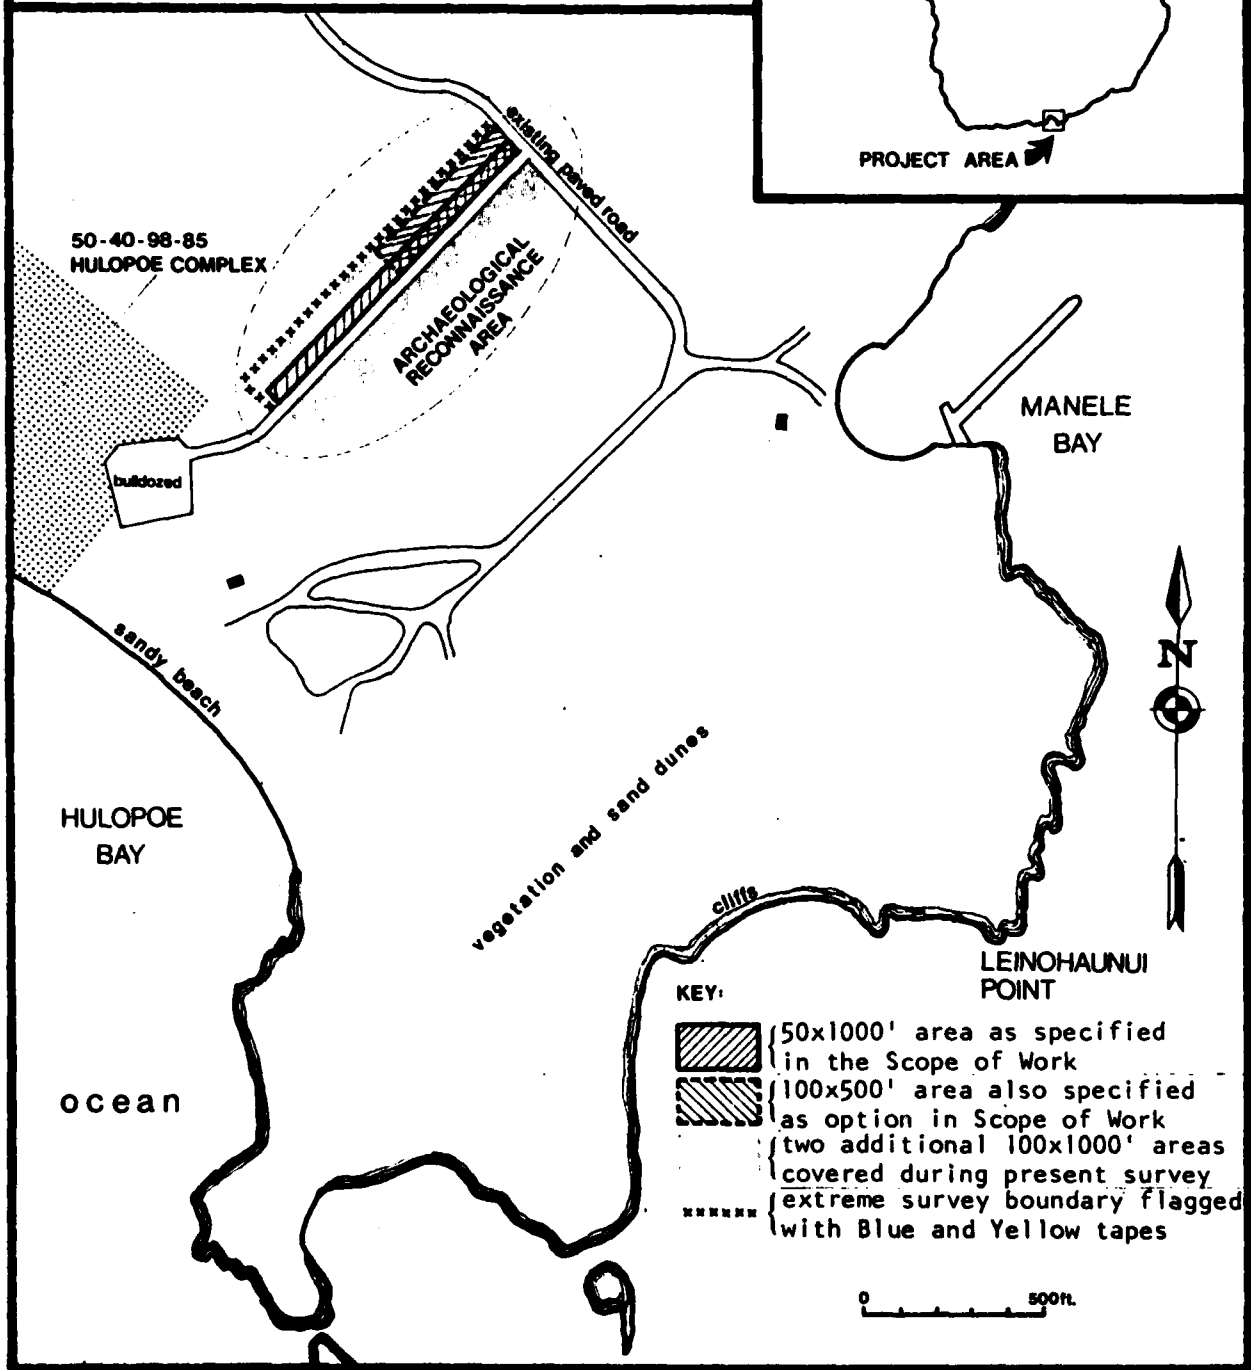 PROJECT AREA
existing paved road
50-40-98-85
HULOPOE COMPLEX
ARCHAEOLOGICAL
RECONNAISSANCE
AREA
MANELE
BAY
bulldozed
sandy beach
N
vegetation and sand dunes
HULOPOE
BAY
cliffs
LEINOHAUNUI
POINT
KEY:
50x1000' area as specified
in the Scope of Work
100x500' area also specified
as option in Scope of Work
two additional 100x1000' areas
covered during present survey
extreme survey boundary flagged
with Blue and Yellow tapes
ocean
0 500ft.